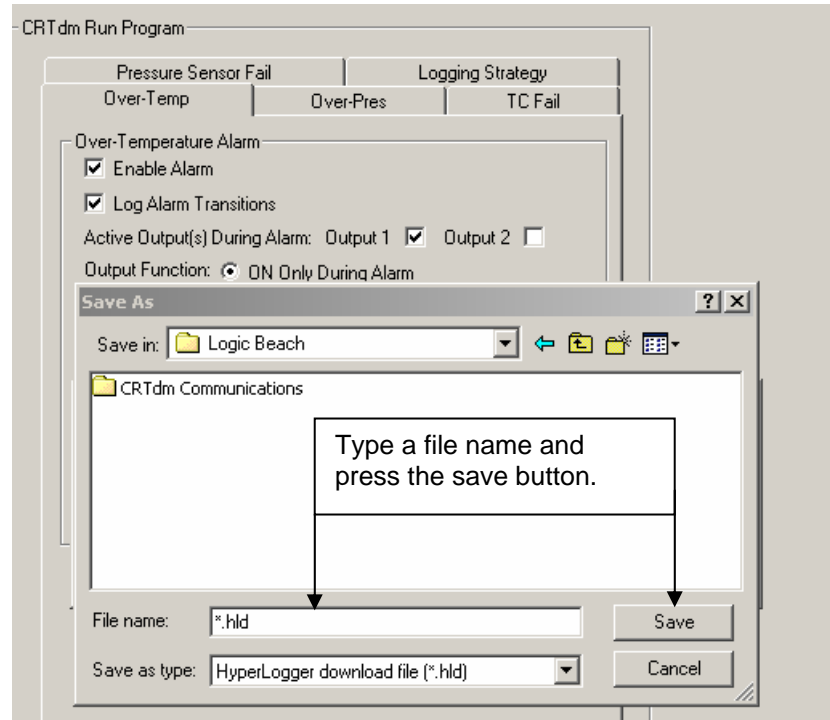 CRTdm Run Program
Pressure Sensor Fail Logging Strategy
Over-Temp Over-Pres TC Fail
Over-Temperature Alarm
Enable Alarm
Log Alarm Transitions
Active Output(s) During Alarm: Output 1 Output 2
Output Function: ON Only During Alarm
Save As
Save in: Logic Beach
CRTdm Communications
Type a file name and
press the save button.
File name: *.hld Save
Save as type: HyperLogger download file (*.hld) Cancel